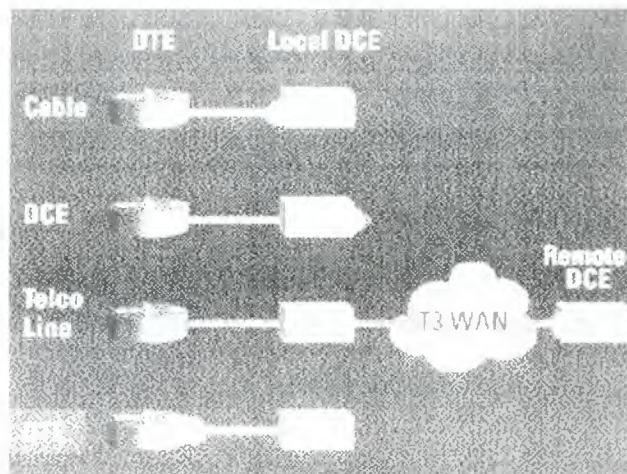 DTE Local DCE
Cable
DCE
Remote
DCE
Telco
Line
T3 WAN